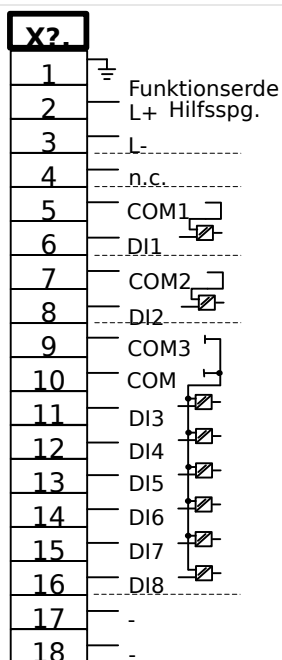 X?.
1
Funktionserde
2 L+ Hilfsspg.
3 L-
4 n.c.
5 COM1
6 DI1
7 COM2
8 DI2
9 COM3
10 COM
11 DI3
12 DI4
13 DI5
14 DI6
15 DI7
16 DI8
17 -
18 -